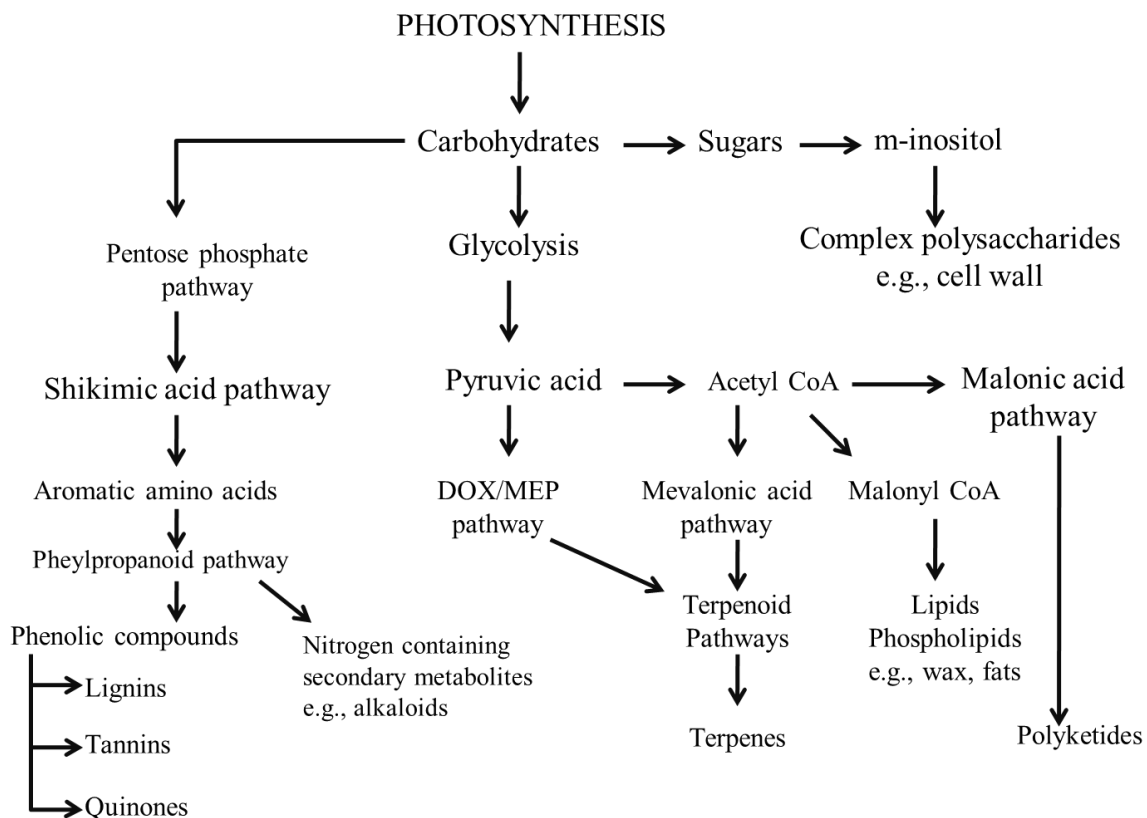 PHOTOSYNTHESIS
Carbohydrates
Sugars
m-inositol
Pentose phosphate
pathway
Glycolysis
Complex polysaccharides
e.g., cell wall
Shikimic acid pathway
Pyruvic acid
Acetyl CoA
Malonic acid
pathway
Aromatic amino acids
DOX/MEP
pathway
Mevalonic acid
pathway
Malonyl CoA
Pheylpropanoid pathway
Phenolic compounds
Nitrogen containing
secondary metabolites
e.g., alkaloids
Terpenoid
Pathways
Lipids
Phospholipids
e.g., wax, fats
Lignins
Tannins
Quinones
Terpenes
Polyketides